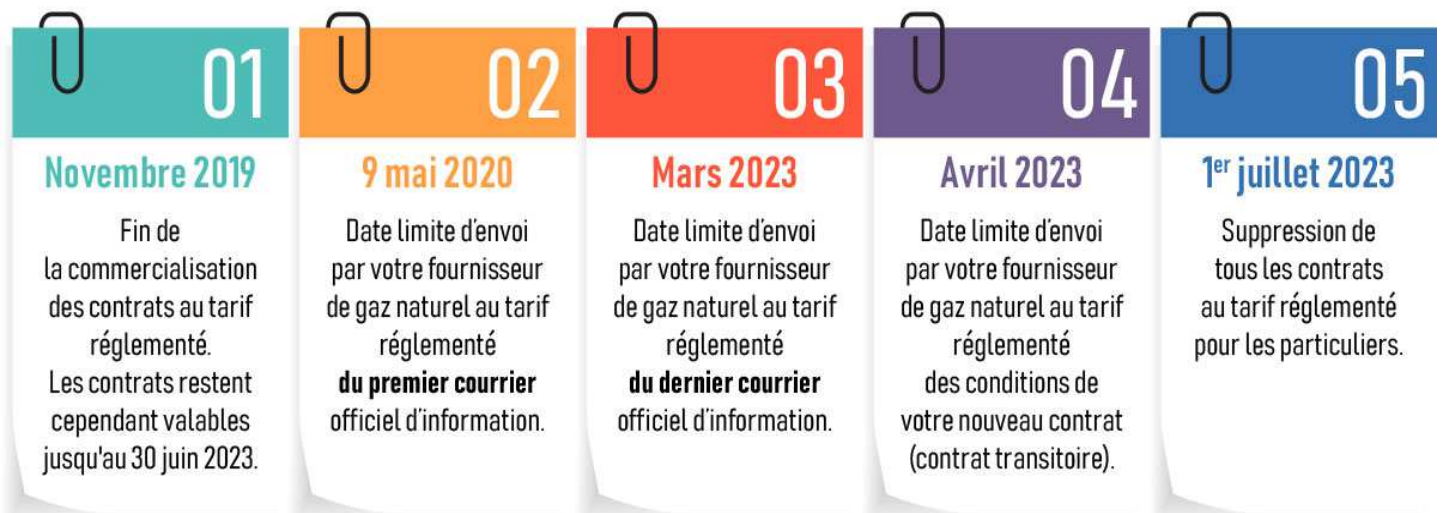 01
Novembre 2019
Fin de
la commercialisation
des contrats au tarif
réglementé.
Les contrats restent
cependant valables
jusqu'au 30 juin 2023.
02
9 mai 2020
Date limite d'envoi
par votre fournisseur
de gaz naturel au tarif
réglementé
du premier courrier
officiel d'information.
03
Mars 2023
Date limite d'envoi
par votre fournisseur
de gaz naturel au tarif
réglementé
du dernier courrier
officiel d'information.
04
Avril 2023
Date limite d'envoi
par votre fournisseur
de gaz naturel au tarif
réglementé
des conditions de
votre nouveau contrat
(contrat transitoire).
05
1er juillet 2023
Suppression de
tous les contrats
au tarif réglementé
pour les particuliers.